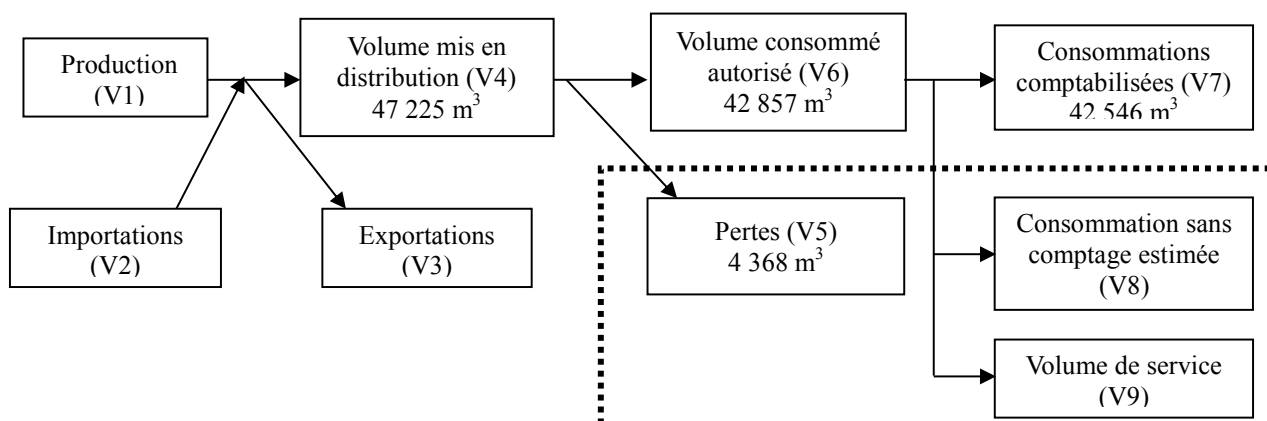 Production
(V1)
Volume mis en
distribution (V4)
47 225 m³
Volume consommé
autorisé (V6)
42 857 m³
Consommations
comptabilisées (V7)
42 546 m³
Importations
(V2)
Exportations
(V3)
Pertes (V5)
4 368 m³
Consommation sans
comptage estimée
(V8)
Volume de service
(V9)